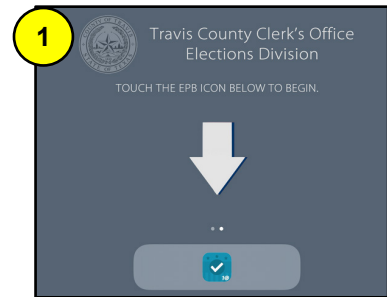 1
Travis County Clerk's Office
Elections Division
TOUCH THE EPB ICON BELOW TO BEGIN.